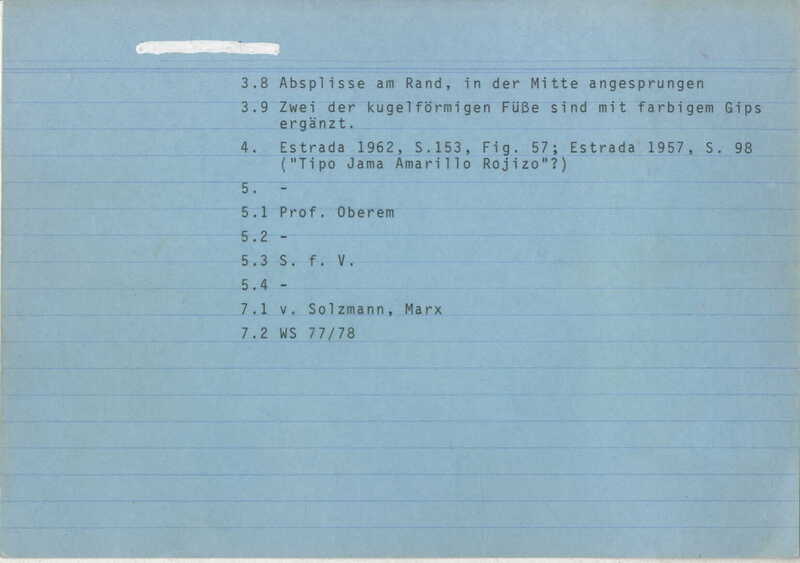 3.8 Absplisse am Rand, in der Mitte angesprungen
3.9 Zwei der kugelförmigen Füße sind mit farbigem Gips
ergänzt.
4. Estrada 1962, S.153, Fig. 57; Estrada 1957, S. 98
("Tipo Jama Amarillo Rojizo"?)
5. -
5.1 Prof. Oberem
5.2 -
5.3 S. f. V.
5.4 -
7.1 v. Solzmann, Marx
7.2 WS 77/78